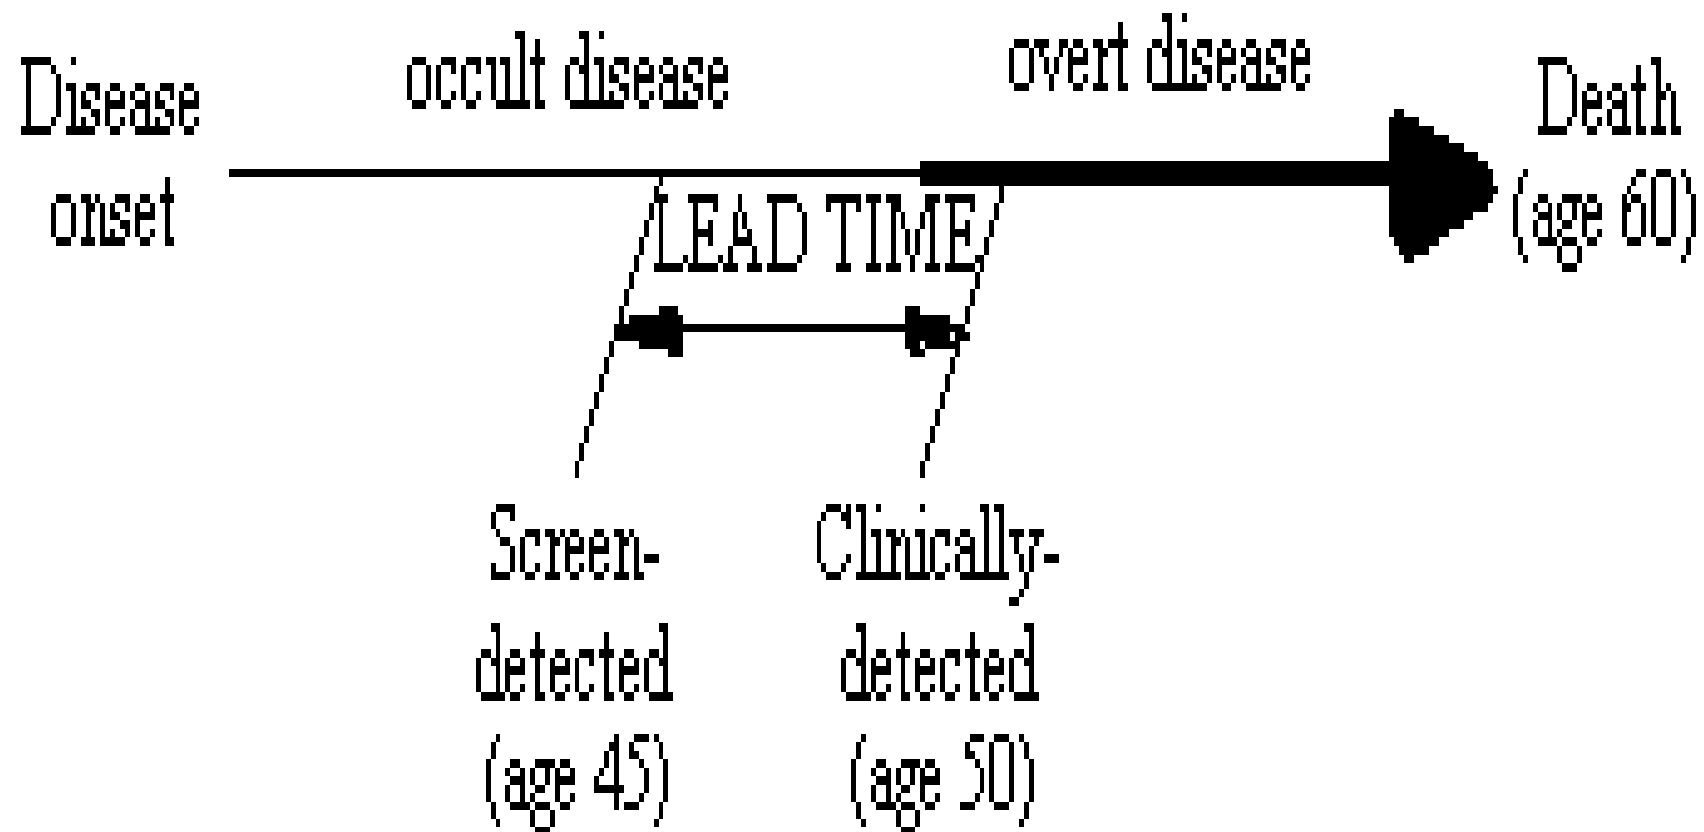 Disease
onset
occult disease
overt disease
Death
(age 60)
LEAD TIME
Screen-
detected
(age 45)
Clinically-
detected
(age 50)